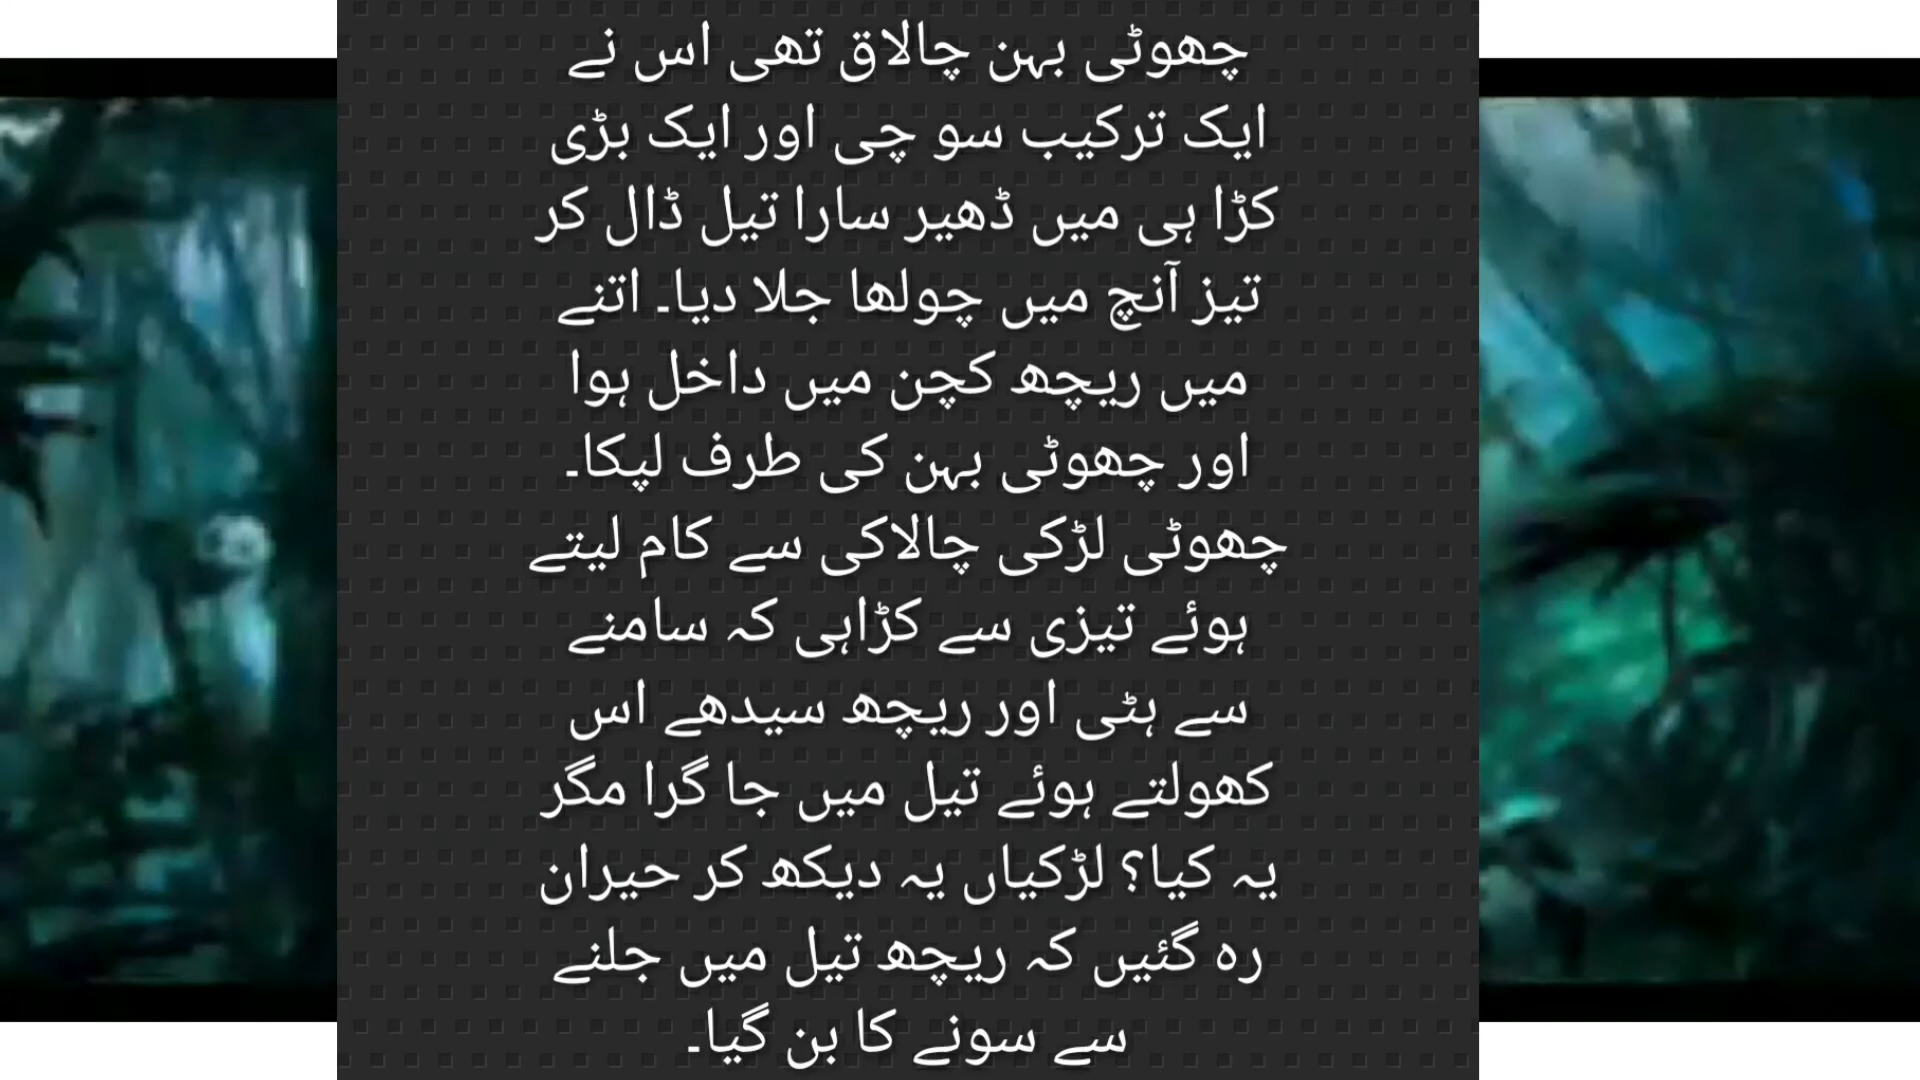 چھوٹی بہن چالاق تھی اس نے
ایک ترکیب سو چی اور ایک بڑی
کڑا ہی میں ڈھیر سارا تیل ڈال کر
تیز آنچ میں چولھا جلا دیا۔ اتنے
میں ریچھ کچن میں داخل ہوا
اور چھوٹی بہن کی طرف لپکا۔
چھوٹی لڑکی چالاکی سے کام لیتے
ہوئے تیزی سے کڑاہی کہ سامنے
سے ہٹی اور ریچھ سیدھے اس
کھولتے ہوئے تیل میں جا گرا مگر
یہ کیا؟ لڑکیاں یہ دیکھ کر حیران
رہ گئیں کہ ریچھ تیل میں جلنے
سے سونے کا بن گیا۔